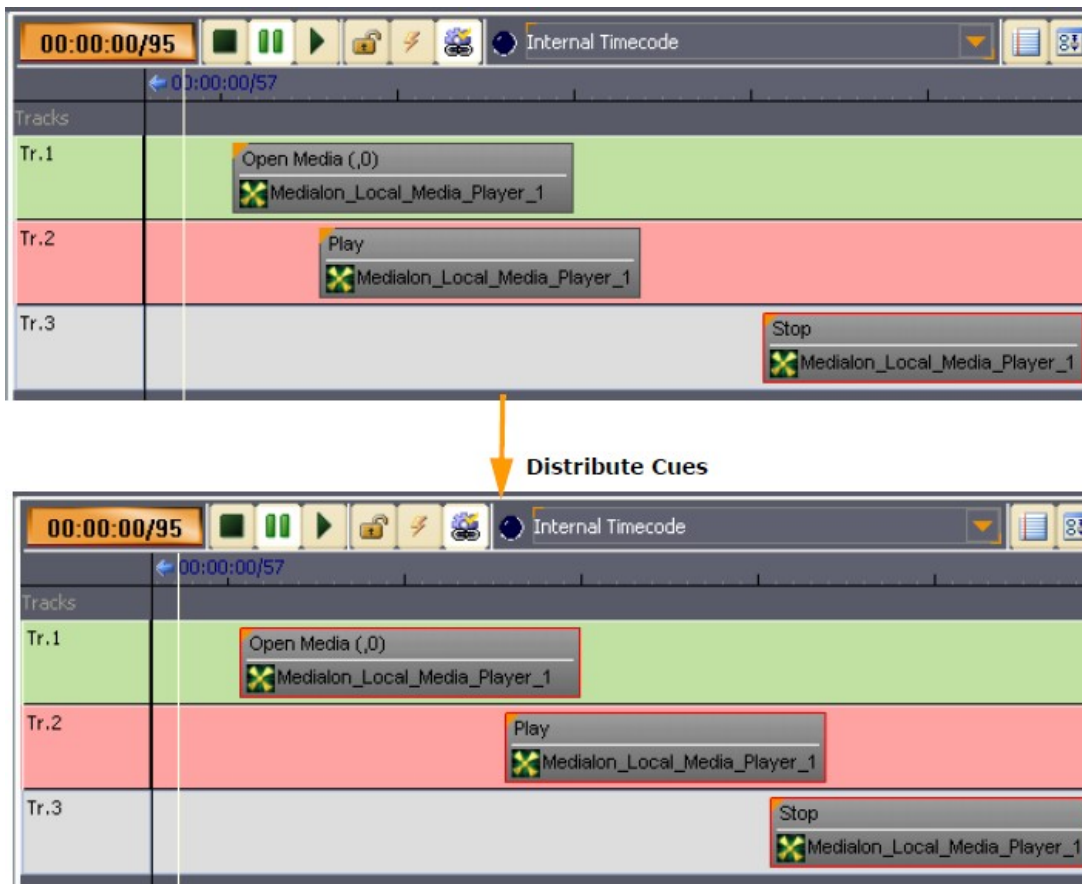 00:00:00/95 Internal Timecode
00:00:00/57
Tracks
Tr.1
Open Media (,0)
Medialon_Local_Media_Player_1
Tr.2
Play
Medialon_Local_Media_Player_1
Tr.3
Stop
Medialon_Local_Media_Player_1
Distribute Cues
00:00:00/95 Internal Timecode
00:00:00/57
Tracks
Tr.1
Open Media (,0)
Medialon_Local_Media_Player_1
Tr.2
Play
Medialon_Local_Media_Player_1
Tr.3
Stop
Medialon_Local_Media_Player_1